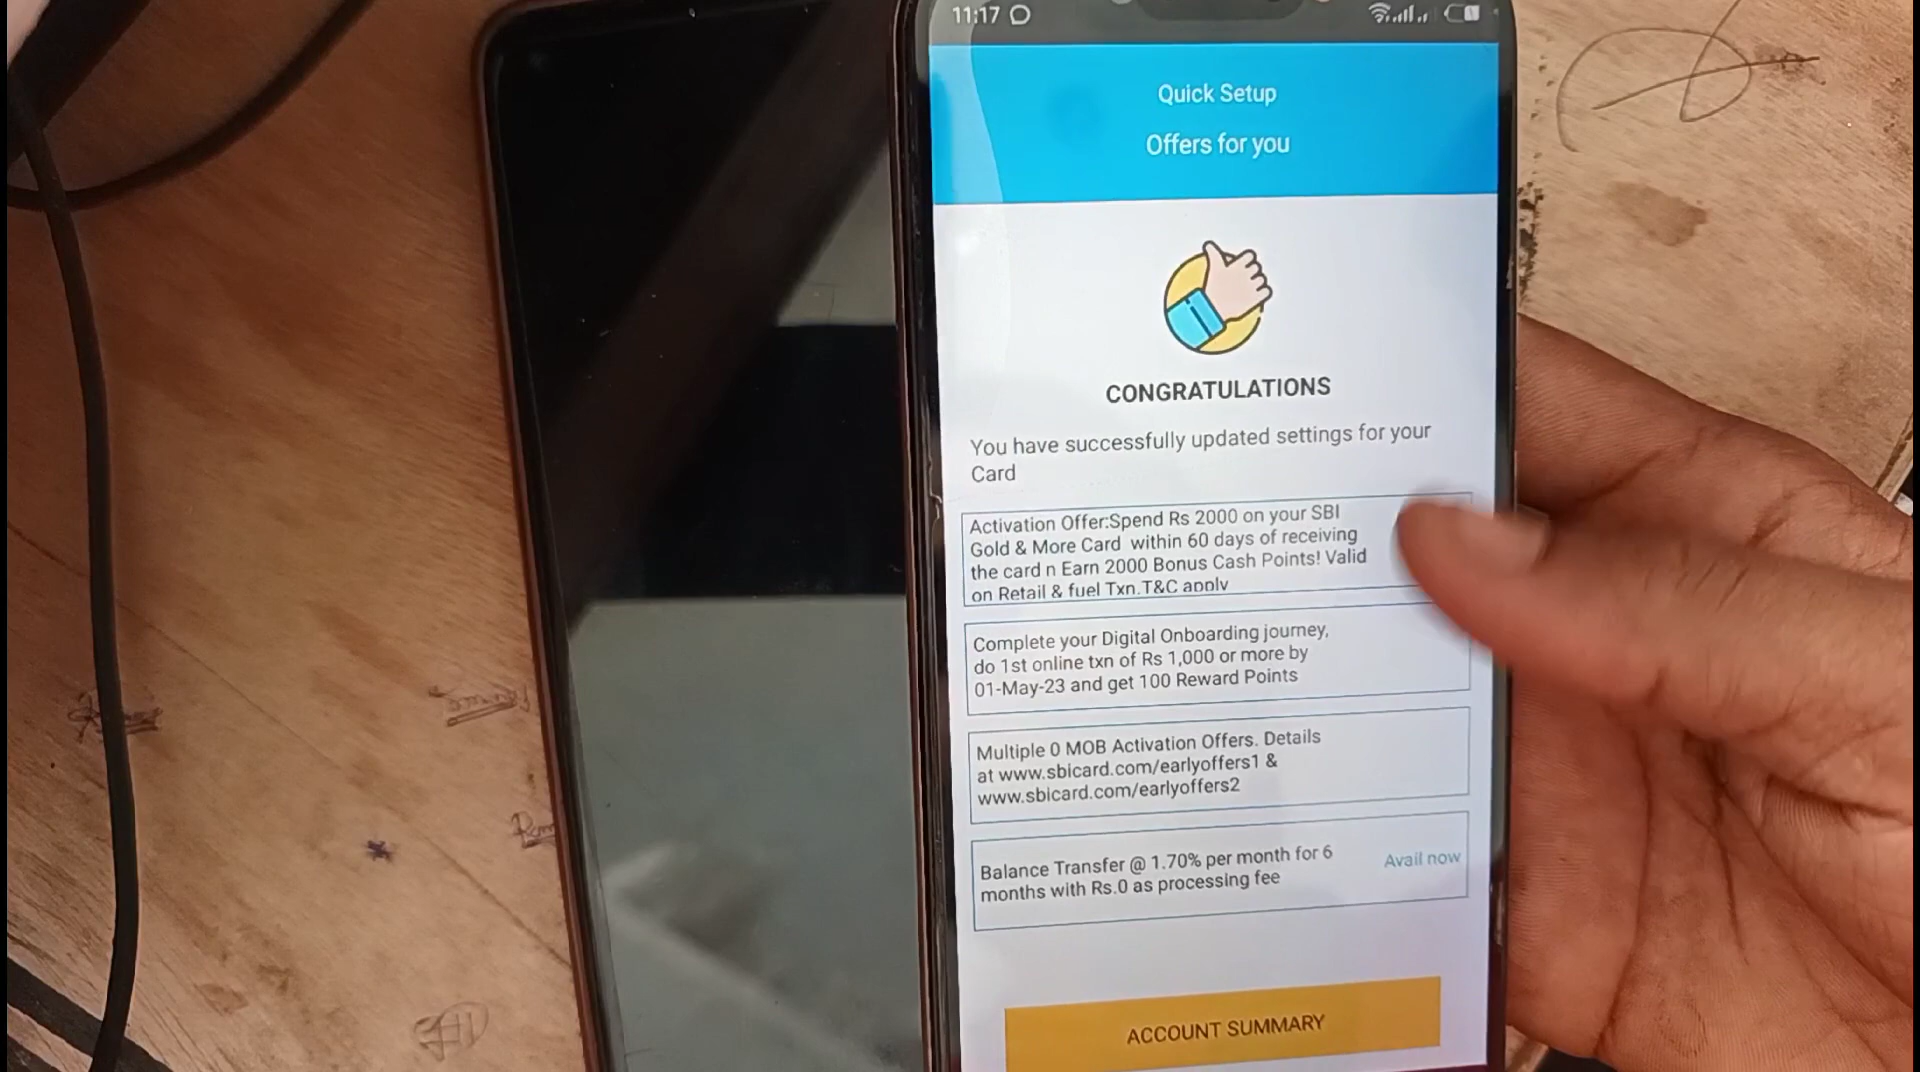 11:17
Quick Setup
Offers for you
CONGRATULATIONS
You have successfully updated settings for your
Card
Activation Offer:Spend Rs 2000 on your SBI
Gold & More Card within 60 days of receiving
the card n Earn 2000 Bonus Cash Points! Valid
on Retail & fuel Txn.T&C apply
Complete your Digital Onboarding journey,
do 1st online txn of Rs 1,000 or more by
01-May-23 and get 100 Reward Points
Multiple 0 MOB Activation Offers. Details
at www.sbicard.com/earlyoffers1 &
www.sbicard.com/earlyoffers2
Balance Transfer @ 1.70% per month for 6
months with Rs.0 as processing fee
Avail now
ACCOUNT SUMMARY